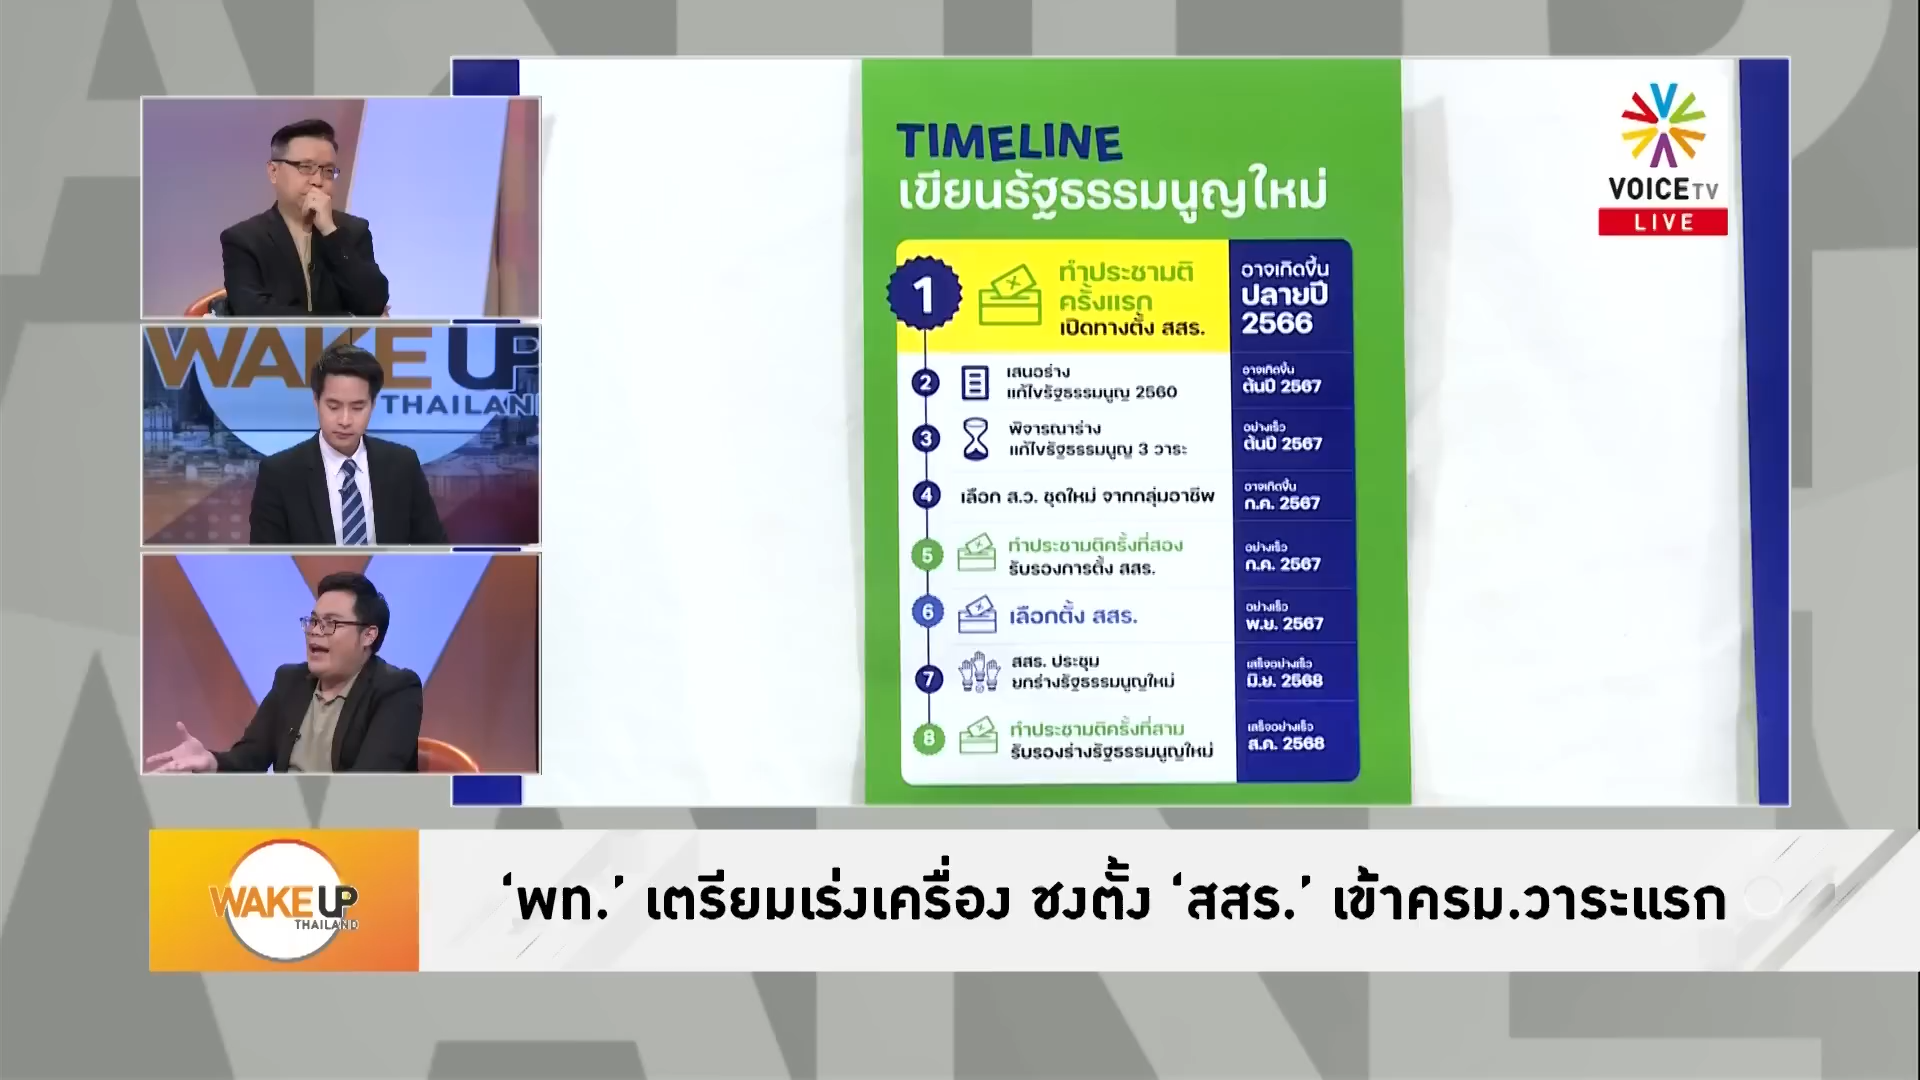 VOICE TV
LIVE
TIMELINE
เขียนรัฐธรรมนูญใหม่
1
ทำประชามติ
ครั้งแรก
เปิดทางตั้ง สสร.
อาจเกิดขึ้น
ปลายปี
2566
2
เสนอร่าง
แก้ไขรัฐธรรมนูญ 2560
อาจเกิดขึ้น
ต้นปี 2567
3
พิจารณาร่าง
แก้ไขรัฐธรรมนูญ 3 วาระ
อย่างเร็ว
ต้นปี 2567
4
เลือก ส.ว. ชุดใหม่ จากกลุ่มอาชีพ
อาจเกิดขึ้น
ก.ค. 2567
5
ทำประชามติครั้งที่สอง
รับรองการตั้ง สสร.
อย่างเร็ว
ก.ค. 2567
6
เลือกตั้ง สสร.
อย่างเร็ว
พ.ย. 2567
7
สสร. ประชุม
ยกร่างรัฐธรรมนูญใหม่
เสร็จอย่างเร็ว
มิ.ย. 2568
8
ทำประชามติครั้งที่สาม
รับรองร่างรัฐธรรมนูญใหม่
เสร็จอย่างเร็ว
ส.ค. 2568
WAKE UP
THAILAND
WAKE UP
THAILAND
‘พท.’ เตรียมเร่งเครื่อง ชงตั้ง ‘สสร.’ เข้าครม.วาระแรก